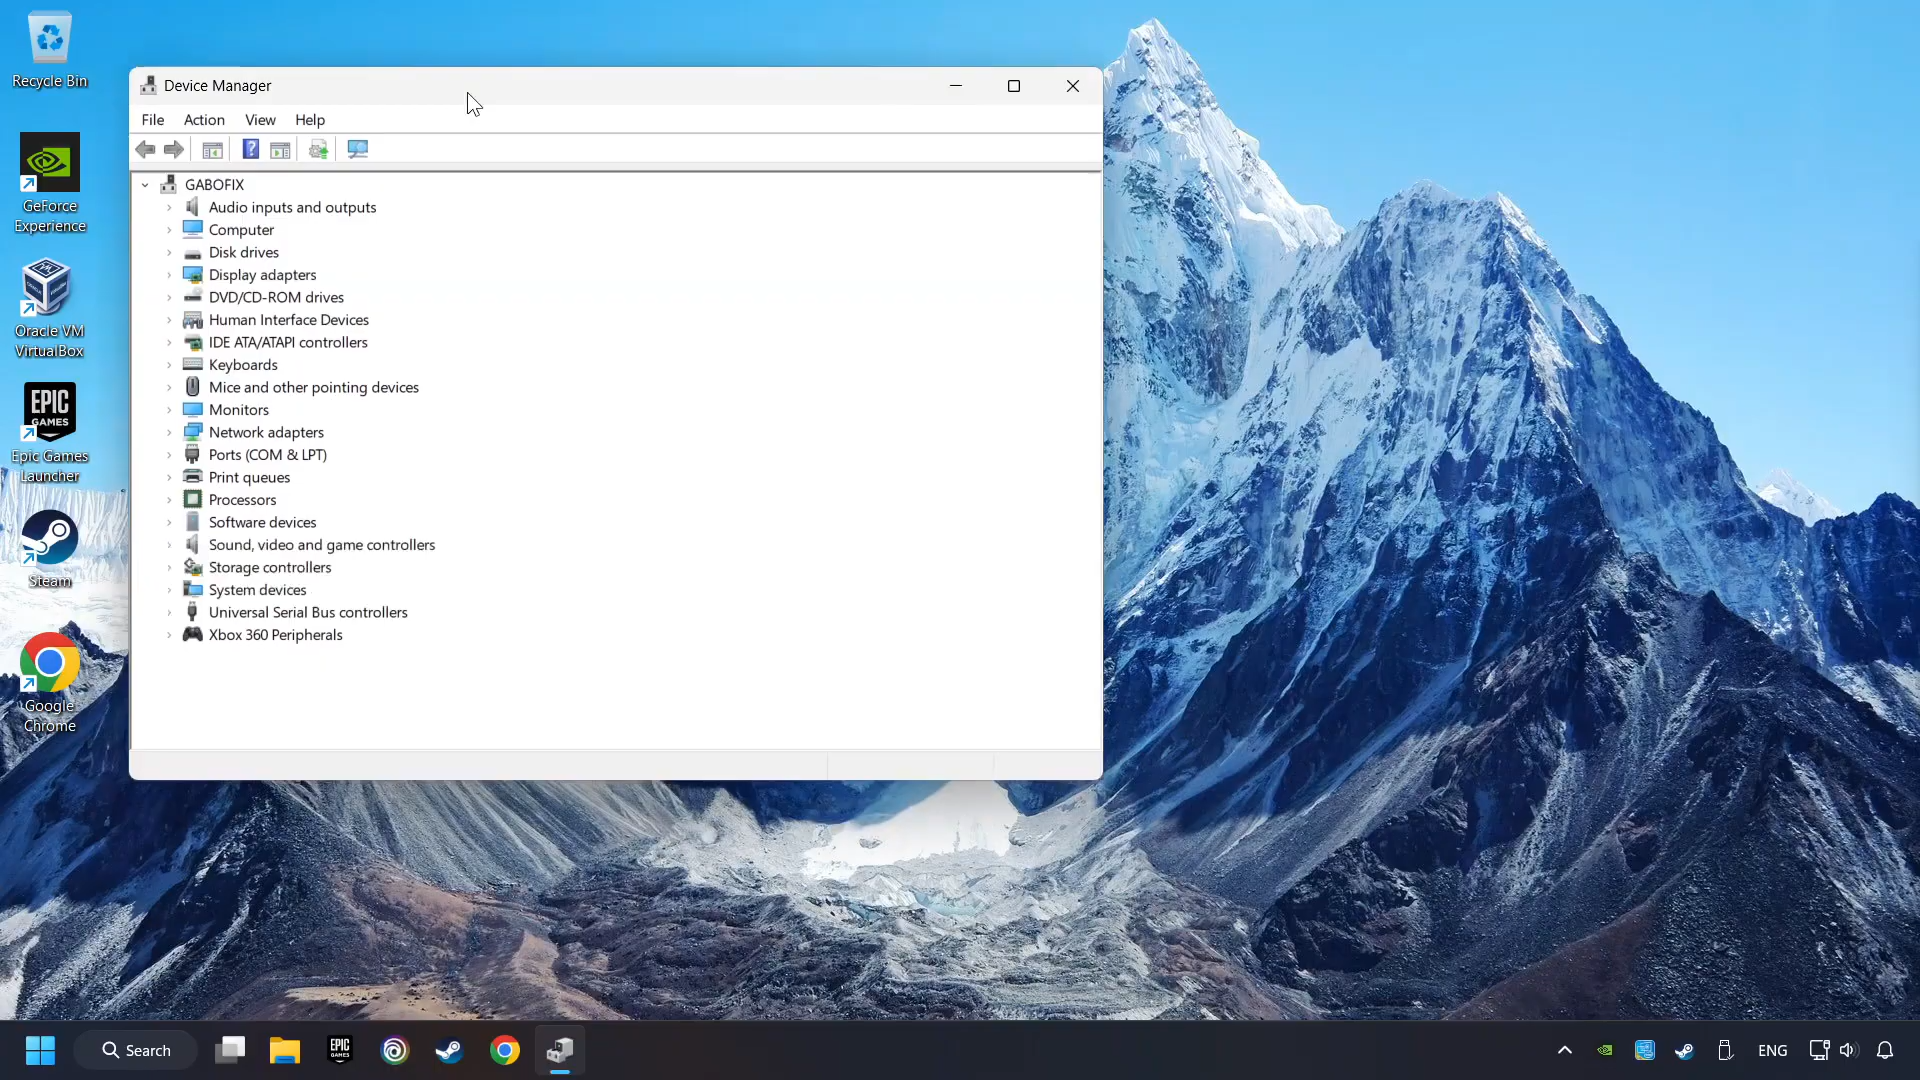 Recycle Bin
GeForce
Experience
Oracle VM
VirtualBox
EPIC
GAMES
Epic Games
Launcher
Steam
Google
Chrome
Device Manager
File Action View Help
GABOFIX
Audio inputs and outputs
Computer
Disk drives
Display adapters
DVD/CD-ROM drives
Human Interface Devices
IDE ATA/ATAPI controllers
Keyboards
Mice and other pointing devices
Monitors
Network adapters
Ports (COM & LPT)
Print queues
Processors
Software devices
Sound, video and game controllers
Storage controllers
System devices
Universal Serial Bus controllers
Xbox 360 Peripherals
Search
EPIC
GAMES
ENG